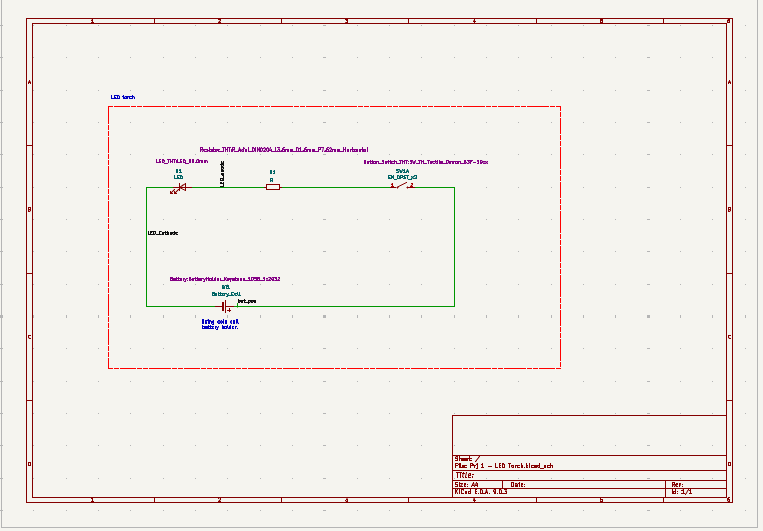 1 2 3 4 5 6
A A
LED torch
Resistor_THT:R_Axial_DIN0204_L3.6mm_D1.6mm_P7.62mm_Horizontal
LED_THT:LED_D3.0mm
Button_Switch_THT:SW_TH_Tactile_Omron_B3F-10xx
D1
LED
LED_anode
R1
R
SW1A
SW_DPST_x2
1 2
B B
LED_Cathode
Battery:BatteryHolder_Keystone_1058_1x2032
Battery_Cell
bat_pos
+
Using coin cell
battery holder.
C C
D D
Sheet: /
File: Prj 1 - LED Torch.kicad_sch
Title:
Size: A4 Date: Rev:
KiCad E.D.A. 9.0.3 Id: 1/1
1 2 3 4 5 6